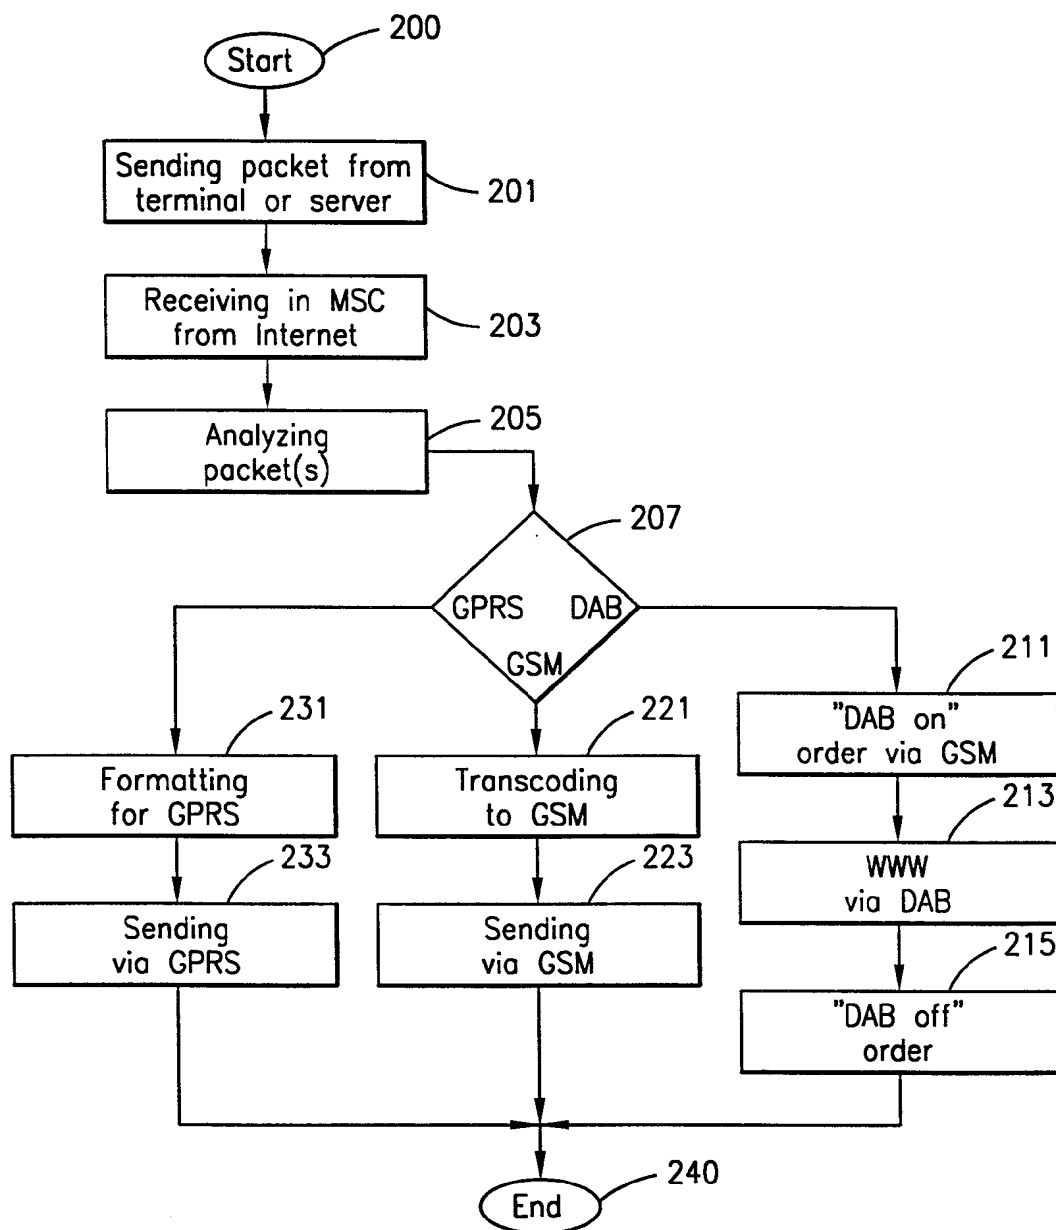 200
Start
Sending packet from
terminal or server
201
Receiving in MSC
from Internet
203
205
Analyzing
packet(s)
207
GPRS DAB
GSM
211
"DAB on"
order via GSM
231
Formatting
for GPRS
221
Transcoding
to GSM
213
WWW
via DAB
233
Sending
via GPRS
223
Sending
via GSM
215
"DAB off"
order
240
End